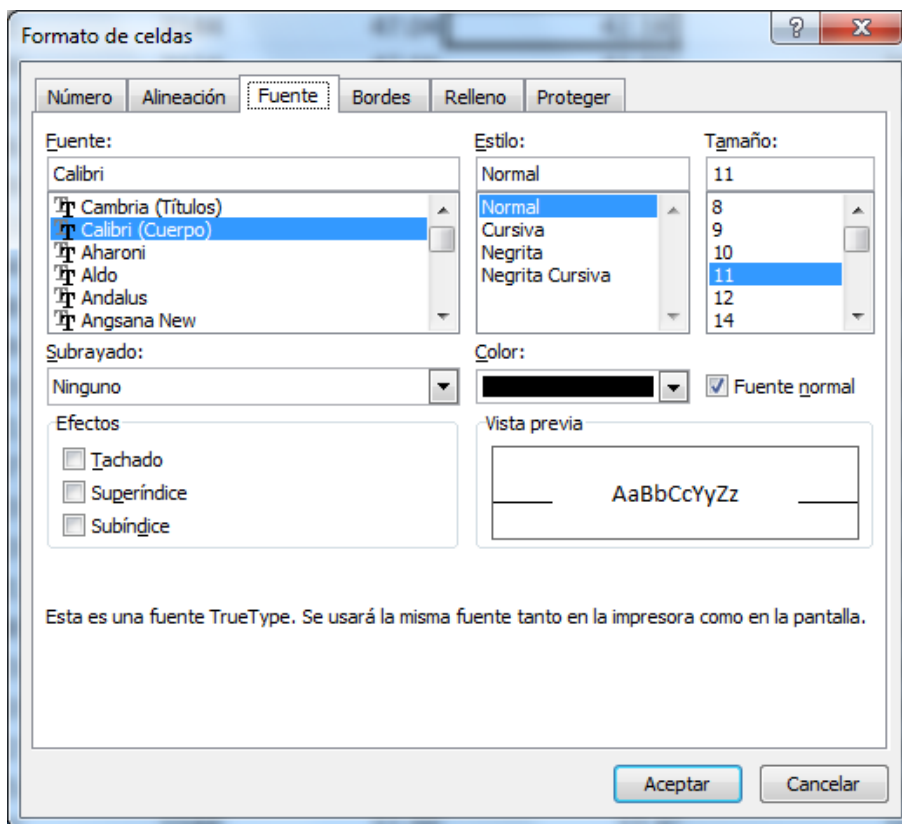 Formato de celdas
Número Alineación Fuente Bordes Relleno Proteger
Fuente: Estilo: Tamaño:
Calibri Normal 11
Cambria (Títulos) Normal 8
Calibri (Cuerpo) Cursiva 9
Aharoni Negrita 10
Aldo Negrita Cursiva 11
Andalus 12
Angsana New 14
Subrayado: Color:
Ninguno Fuente normal
Efectos Vista previa
Tachado
Superíndice AaBbCcYyZz
Subíndice
Esta es una fuente TrueType. Se usará la misma fuente tanto en la impresora como en la pantalla.
Aceptar Cancelar